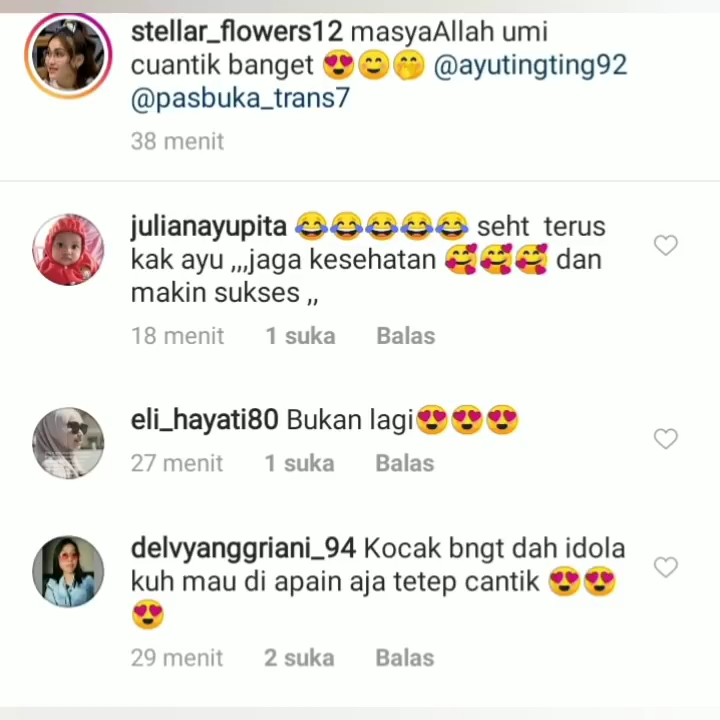 stellar_flowers12 masyaAllah umi
cuantik banget 😍😊🤭 @ayutingting92
@pasbuka_trans7
38 menit
julianayupita 😂😂😂😂😂 seht terus
kak ayu ,,,jaga kesehatan 🥰🥰🥰 dan
makin sukses ,,
18 menit 1 suka Balas
eli_hayati80 Bukan lagi😍😍😍
27 menit 1 suka Balas
delvyanggriani_94 Kocak bngt dah idola
kuh mau di apain aja tetep cantik 😍😍
😍
29 menit 2 suka Balas